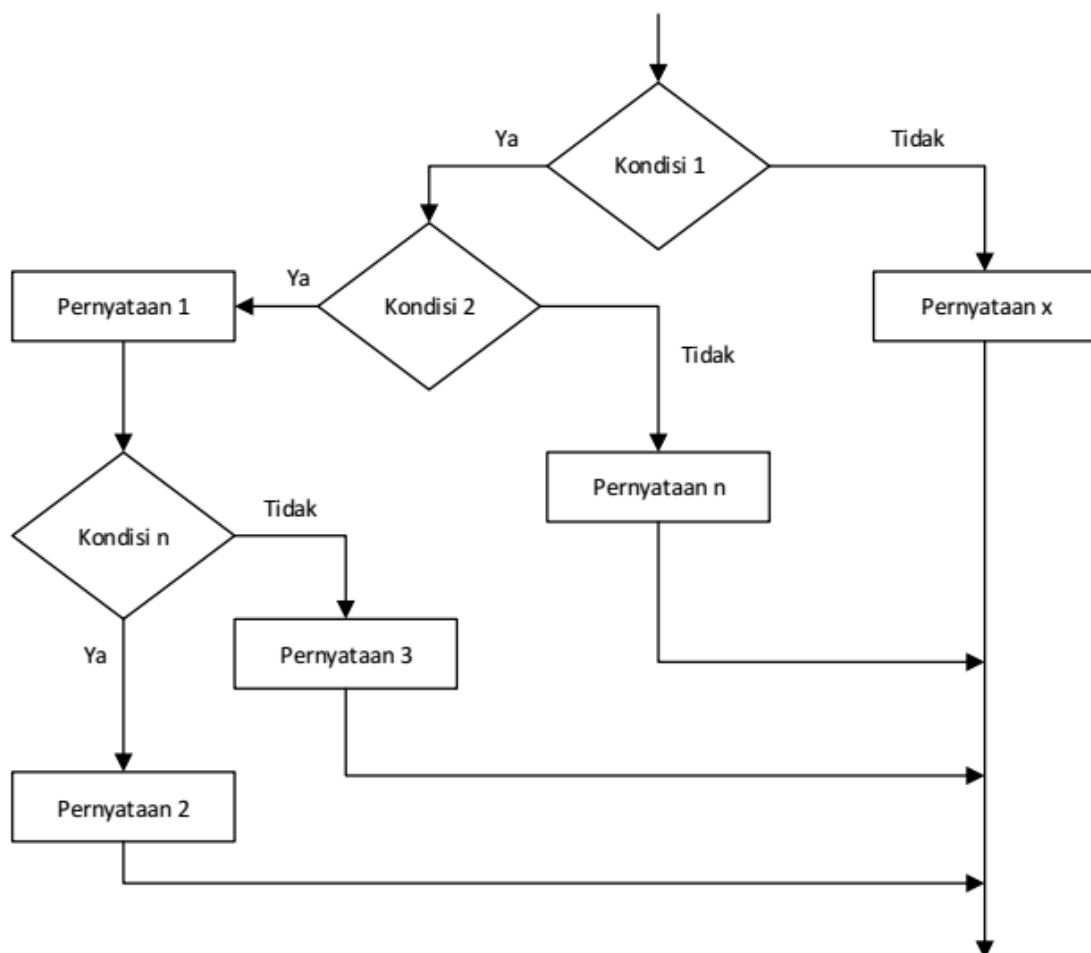 Ya
Tidak
Kondisi 1
Ya
Pernyataan 1
Kondisi 2
Pernyataan x
Tidak
Pernyataan n
Tidak
Kondisi n
Ya
Pernyataan 3
Pernyataan 2